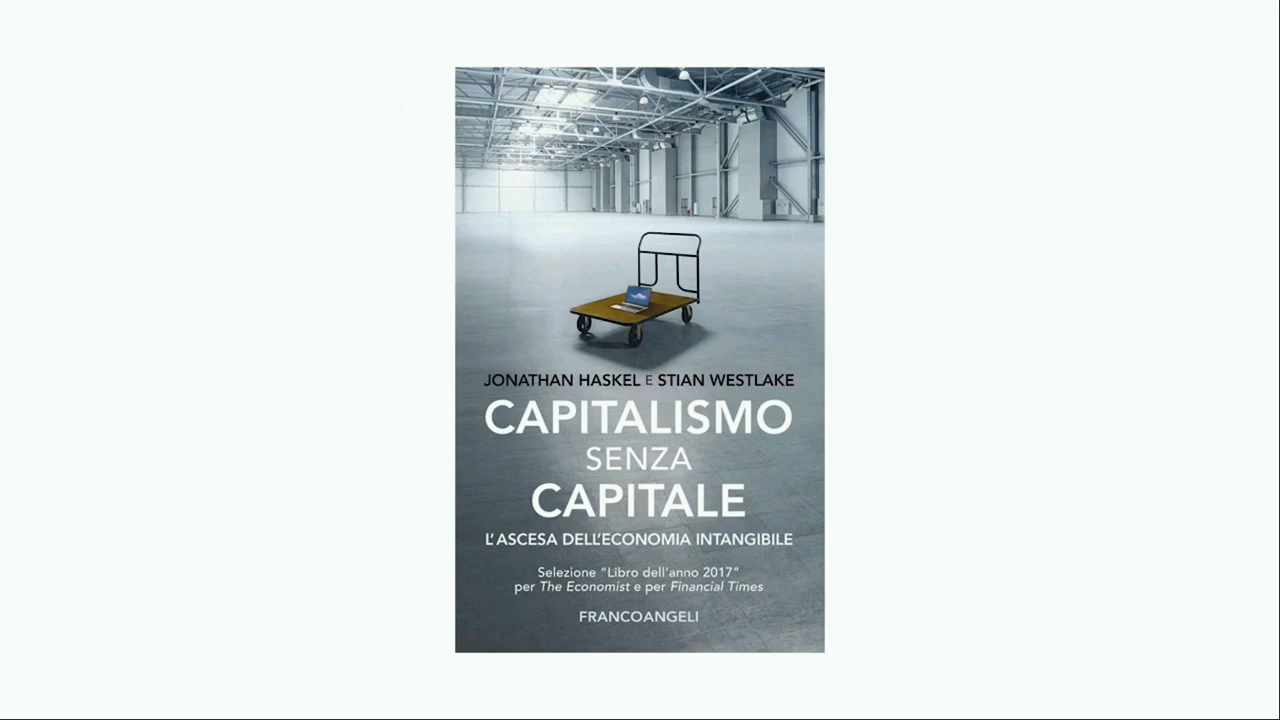 JONATHAN HASKEL E STIAN WESTLAKE
CAPITALISMO
SENZA
CAPITALE
L'ASCESA DELL'ECONOMIA INTANGIBILE
Selezione "Libro dell'anno 2017"
per The Economist e per Financial Times
FRANCOANGELI